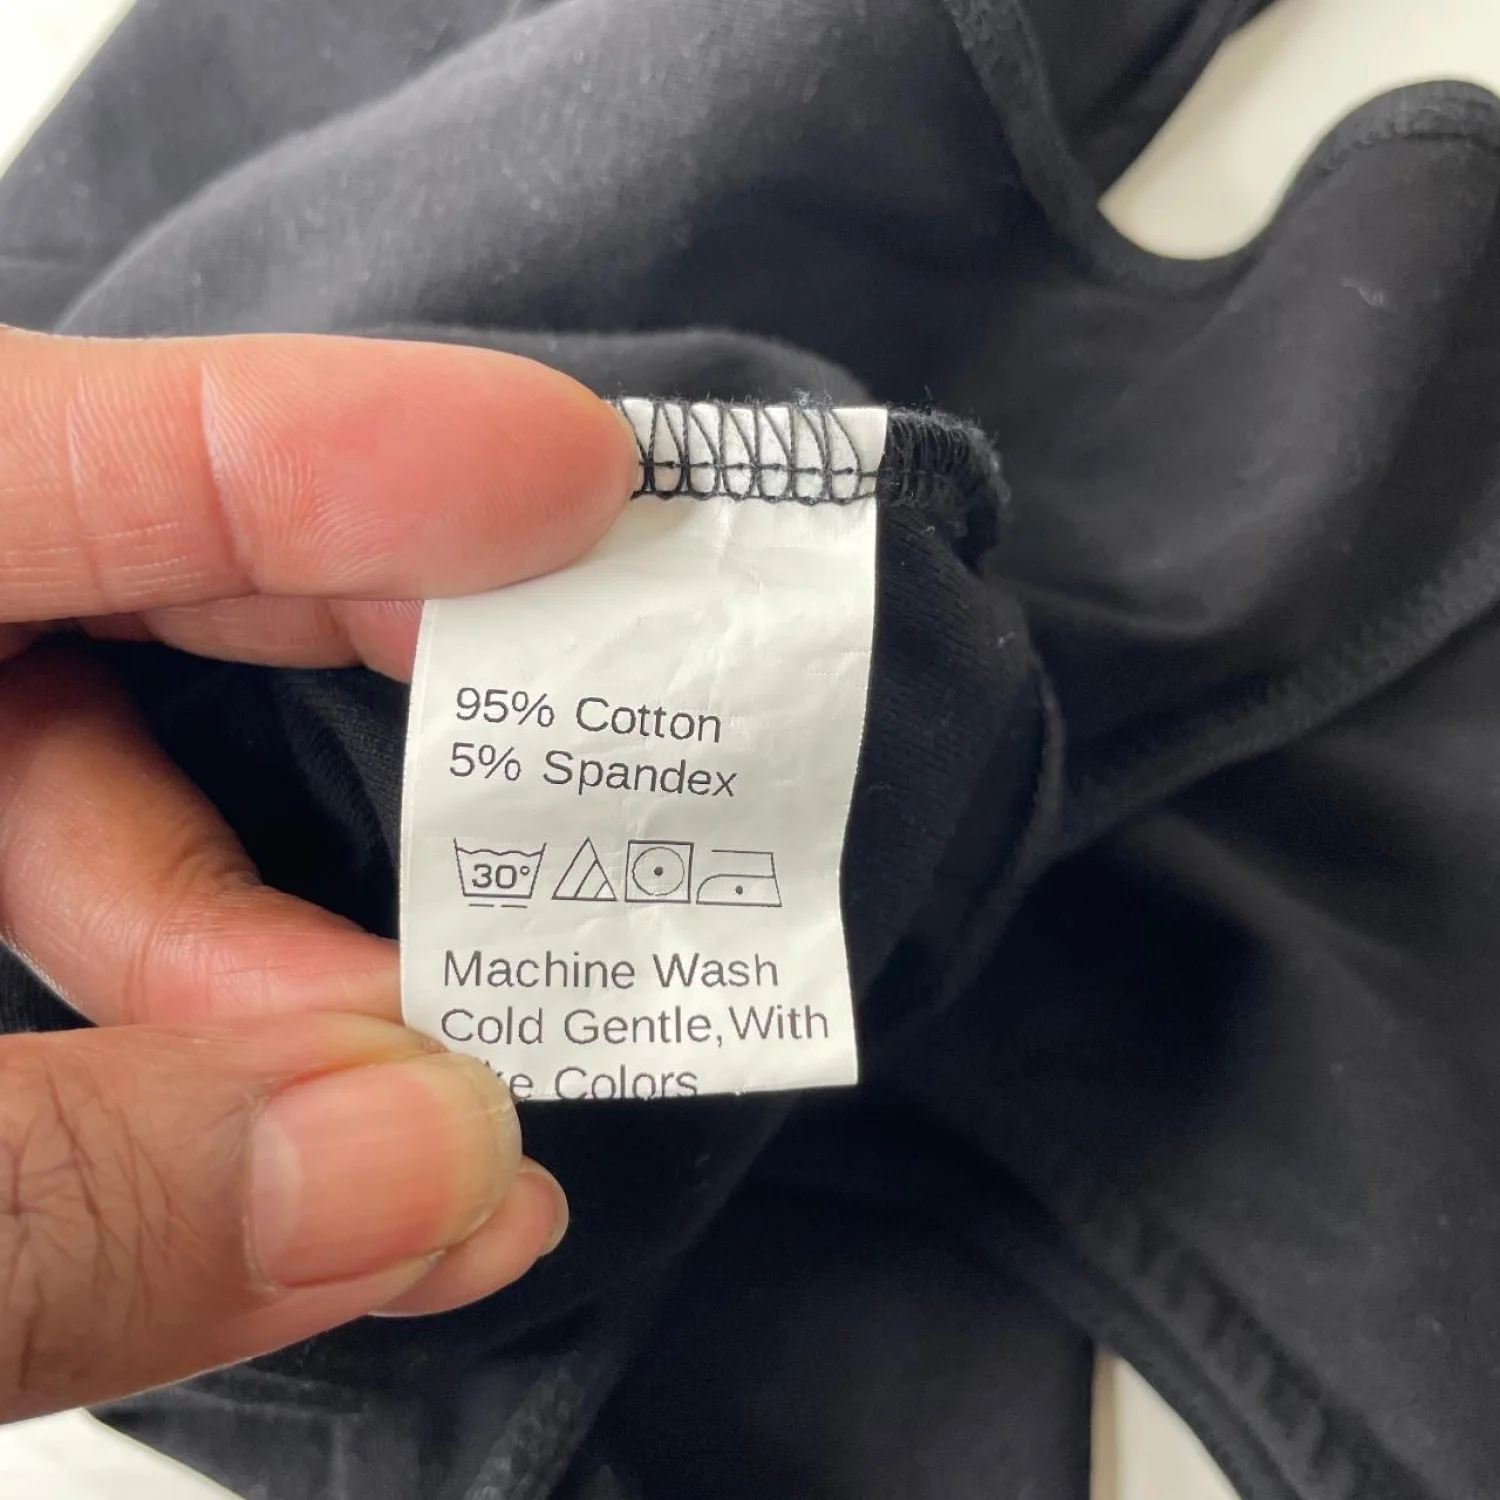 95% Cotton
5% Spandex
30°
Machine Wash
Cold Gentle, With
Colors